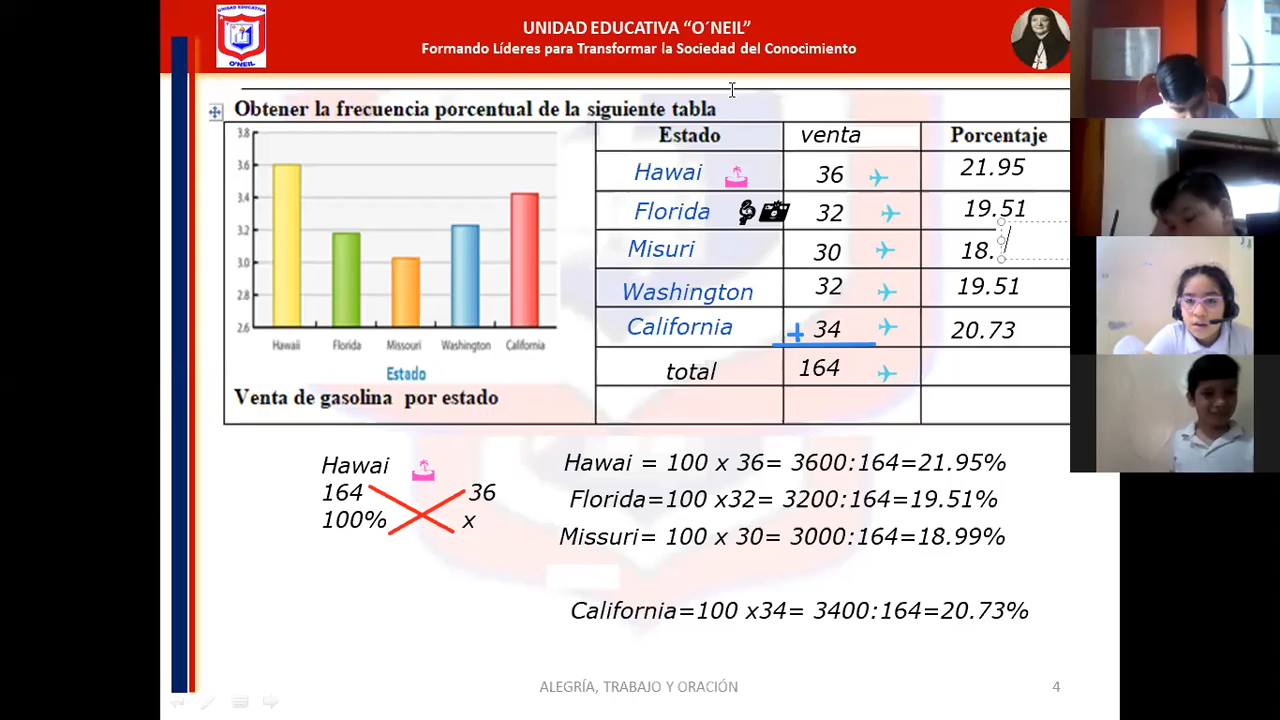 UNIDAD EDUCATIVA
O´NEIL
UNIDAD EDUCATIVA “O´NEIL”
Formando Líderes para Transformar la Sociedad del Conocimiento
Obtener la frecuencia porcentual de la siguiente tabla
3.8
3.6
3.4
3.2
3.0
2.8
2.6
Hawaii Florida Missouri Washington California
Estado
Venta de gasolina por estado
Estado venta Porcentaje
Hawai 36 21.95
Florida 32 19.51
Misuri 30 18.
Washington 32 19.51
California + 34 20.73
total 164
Hawai
164 36
100% x
Hawai = 100 x 36= 3600:164=21.95%
Florida=100 x32= 3200:164=19.51%
Missuri= 100 x 30= 3000:164=18.99%
California=100 x34= 3400:164=20.73%
ALEGRÍA, TRABAJO Y ORACIÓN 4